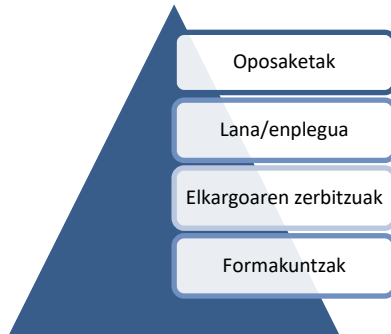 Oposaketak
Lana/enplegua
Elkargoaren zerbitzuak
Formakuntzak